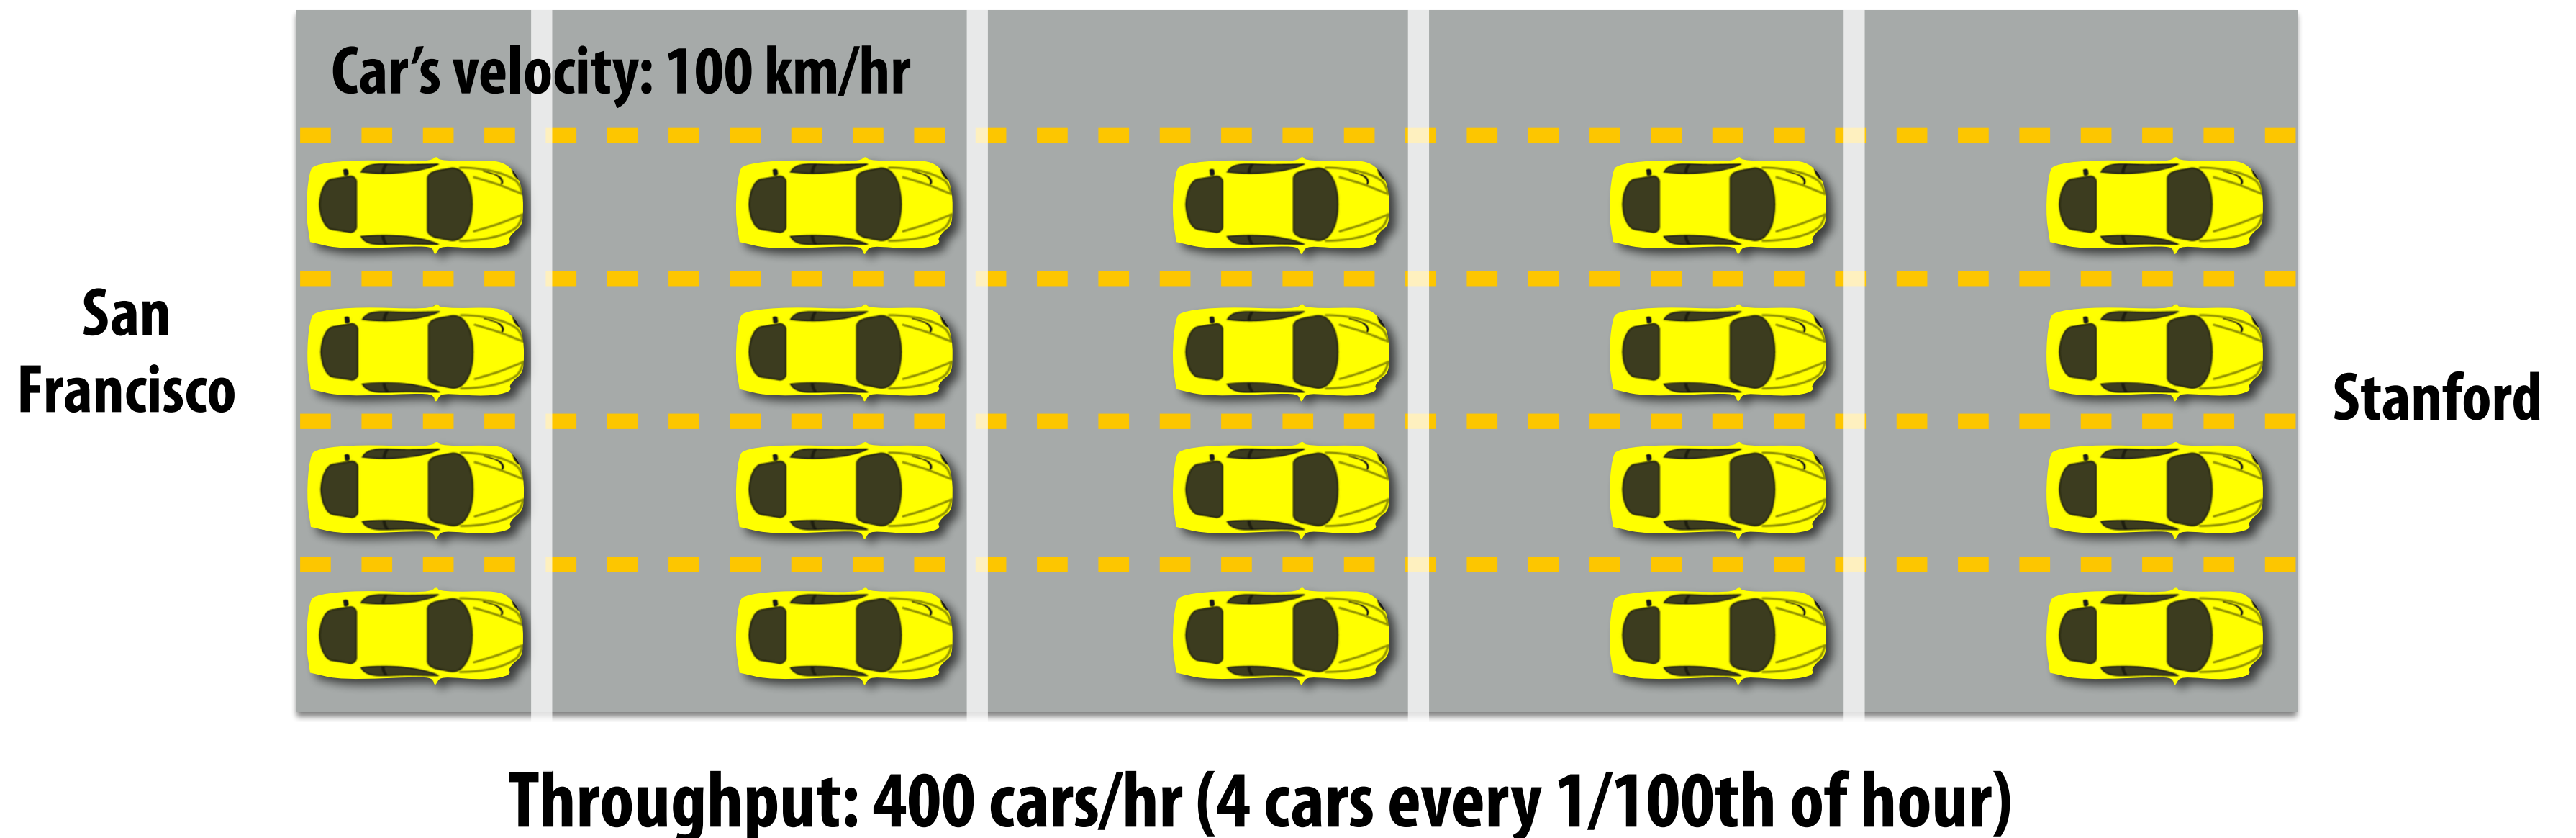 Car’s velocity: 100 km/hr
San
Francisco
Stanford
Throughput: 400 cars/hr (4 cars every 1/100th of hour)